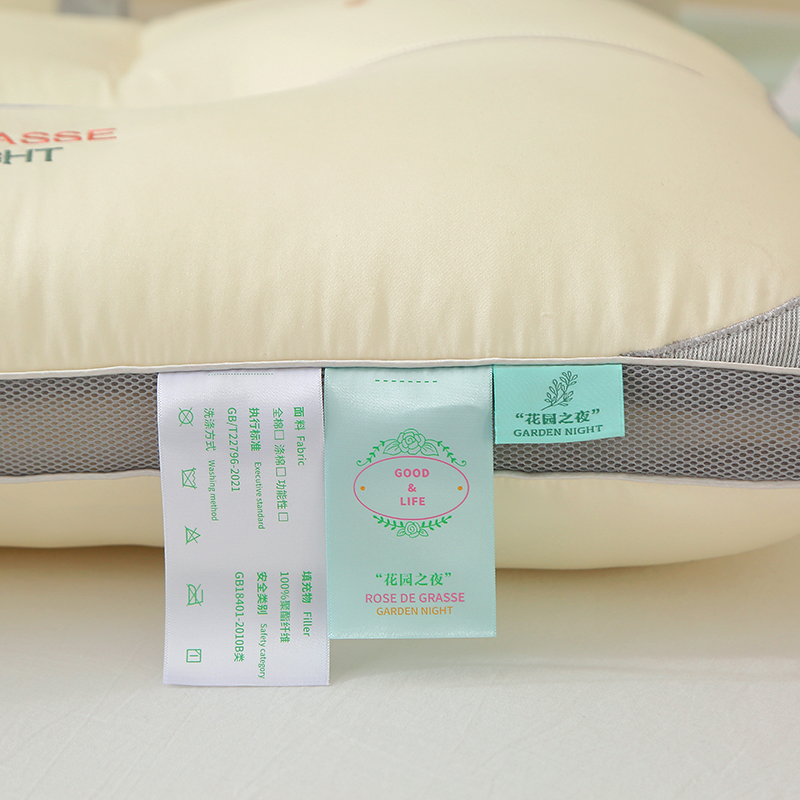 ASSE
GHT
面料 Fabric
全棉□ 涤棉□ 功能性□
执行标准 Executive standard
GB/T22796-2021
洗涤方式 Washing method
填充物 Filler
100%聚酯纤维
安全类别 Safety category
GB18401-2010B类
GOOD
&
LIFE
“花园之夜”
ROSE DE GRASSE
GARDEN NIGHT
“花园之夜”
GARDEN NIGHT